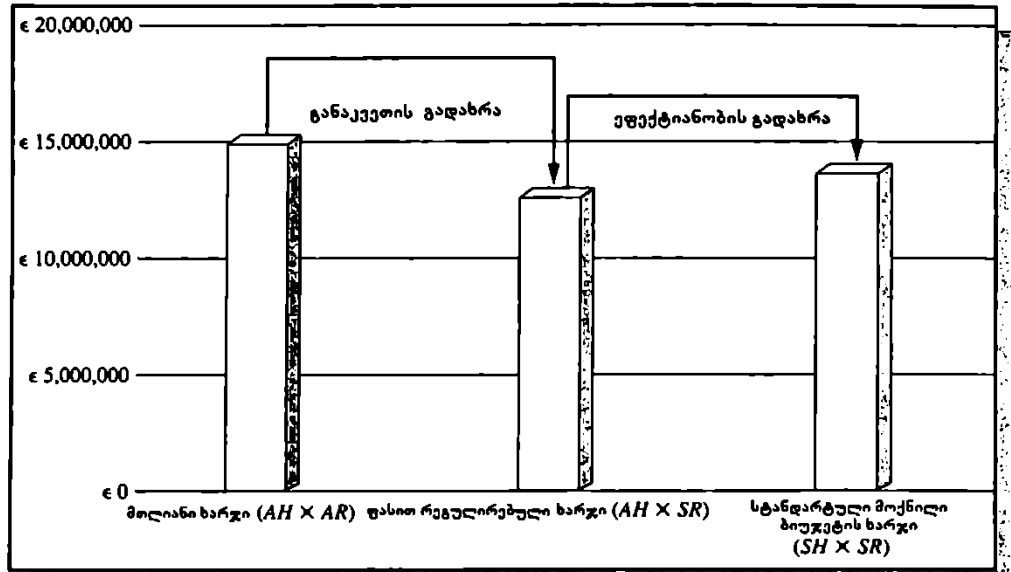 € 20,000,000
განაკვეთის გადახრა
ეფექტიანობის გადახრა
€ 15,000,000
€ 10,000,000
€ 5,000,000
€ 0
მთლიანი ხარჯი (AH × AR)
ფასით რეგულირებული ხარჯი (AH × SR)
სტანდარტული მოქნილი
ბიუჯეტის ხარჯი
(SH × SR)